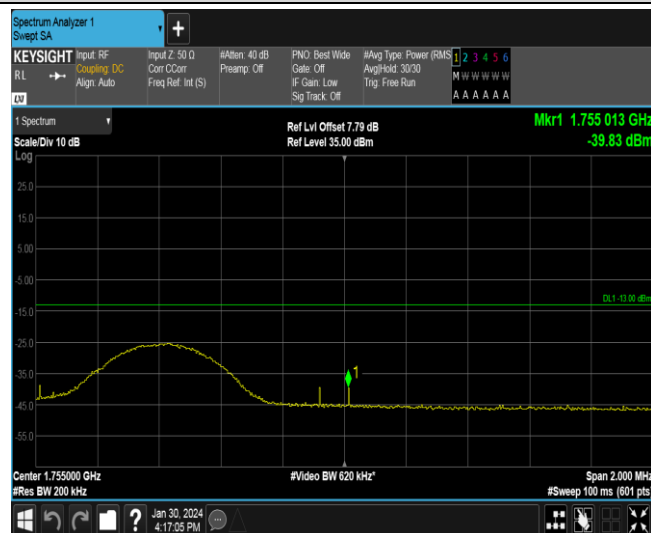 Spectrum Analyzer 1
Swept SA
+
KEYSIGHT
RL
Input: RF
Coupling: DC
Align: Auto
Input Z: 50 Ω
Corr CCorr
Freq Ref: Int (S)
#Atten: 40 dB
Preamp: Off
PNO: Best Wide
Gate: Off
IF Gain: Low
Sig Track: Off
#Avg Type: Power (RMS
Avg|Hold: 30/30
Trig: Free Run
1 2 3 4 5 6
M W W W W W
A A A A A A
LXI
1 Spectrum
Scale/Div 10 dB
Log
Ref Lvl Offset 7.79 dB
Ref Level 35.00 dBm
Mkr1 1.755 013 GHz
-39.83 dBm
25.0
15.0
5.00
-5.00
DL1 -13.00 dBm
-15.0
-25.0
-35.0
1
-45.0
-55.0
Center 1.755000 GHz
#Res BW 200 kHz
#Video BW 620 kHz*
Span 2.000 MHz
#Sweep 100 ms (601 pts)
?
Jan 30, 2024
4:17:05 PM